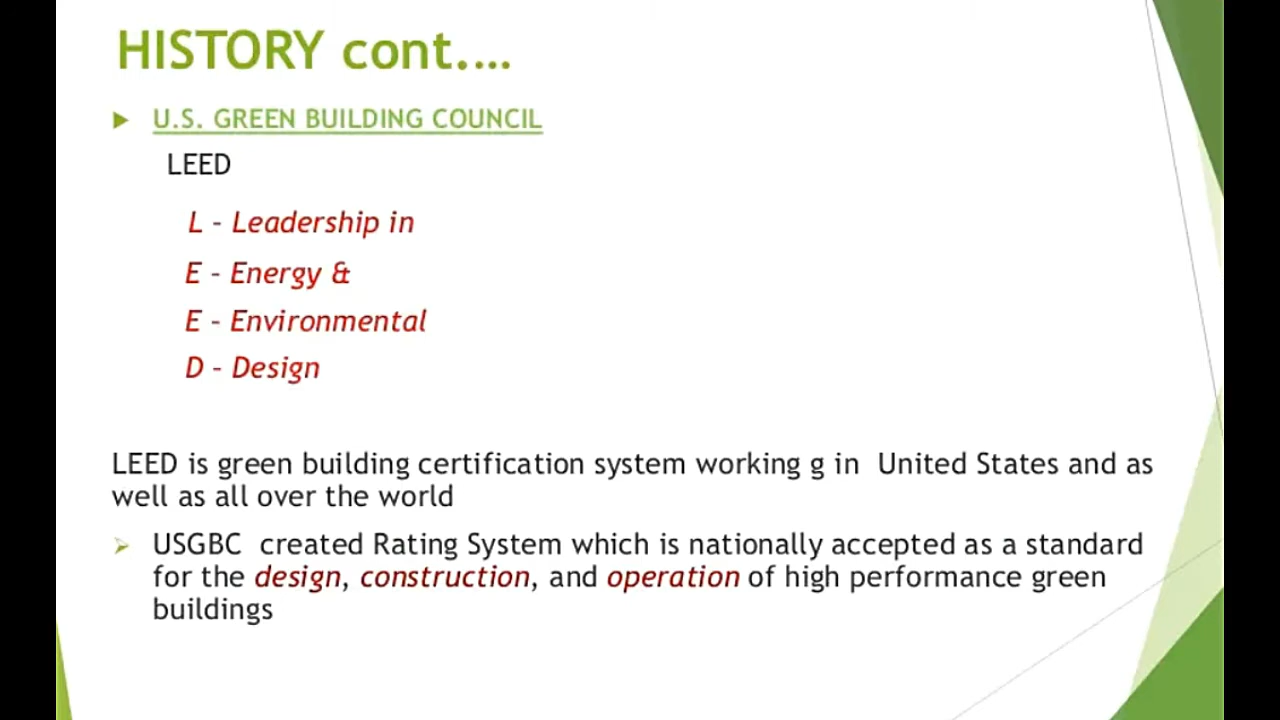 HISTORY cont.…
U.S. GREEN BUILDING COUNCIL
LEED
L - Leadership in
E - Energy &
E - Environmental
D - Design
LEED is green building certification system working g in United States and as
well as all over the world
USGBC created Rating System which is nationally accepted as a standard
for the design, construction, and operation of high performance green
buildings